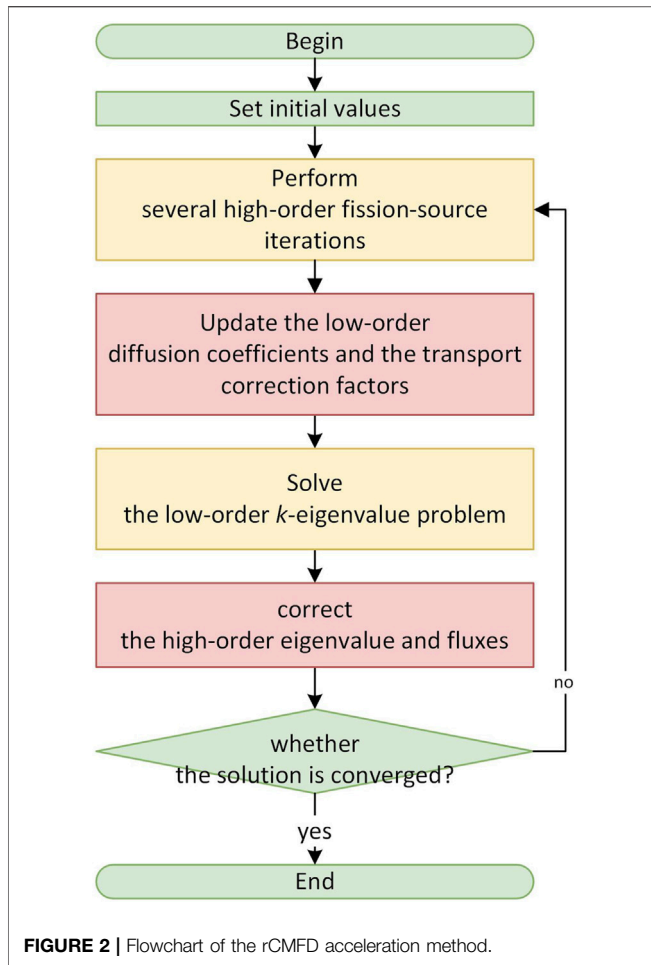 Begin
Set initial values
Perform
several high-order fission-source
iterations
Update the low-order
diffusion coefficients and the transport
correction factors
Solve
the low-order k-eigenvalue problem
correct
the high-order eigenvalue and fluxes
no
whether
the solution is converged?
yes
End
FIGURE 2 | Flowchart of the rCMFD acceleration method.